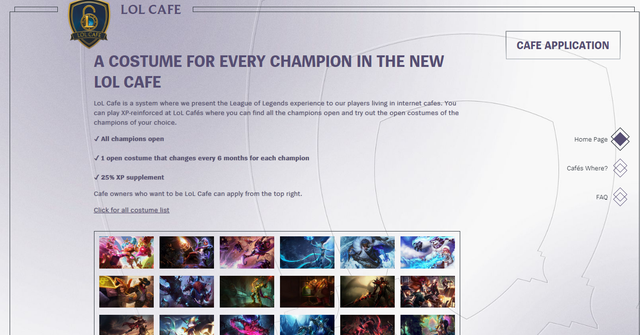 LOL CAFE
LOL CAFE
CAFE APPLICATION
A COSTUME FOR EVERY CHAMPION IN THE NEW
LOL CAFE
LoL Cafe is a system where we present the League of Legends experience to our players living in internet cafes. You
can play XP-reinforced at LoL Cafés where you can find all the champions open and try out the open costumes of the
champions of your choice.
✓ All champions open
✓ 1 open costume that changes every 6 months for each champion
✓ 25% XP supplement
Cafe owners who want to be LoL Cafe can apply from the top right.
Click for all costume list
Home Page
Cafés Where?
FAQ